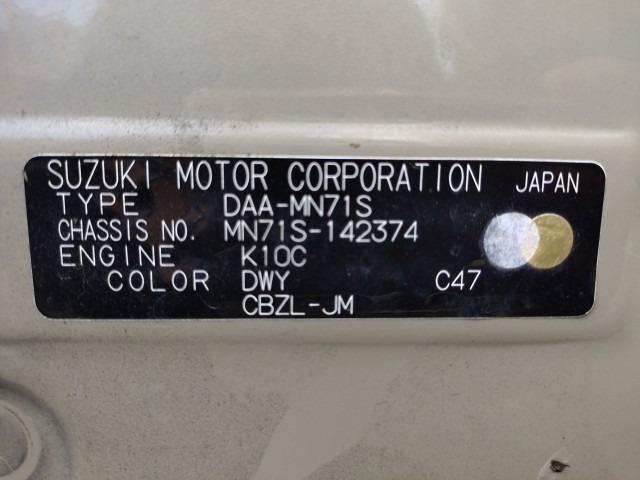 SUZUKI MOTOR CORPORATION JAPAN
TYPE DAA-MN71S
CHASSIS NO. MN71S-142374
ENGINE K10C
COLOR DWY C47
CBZL-JM